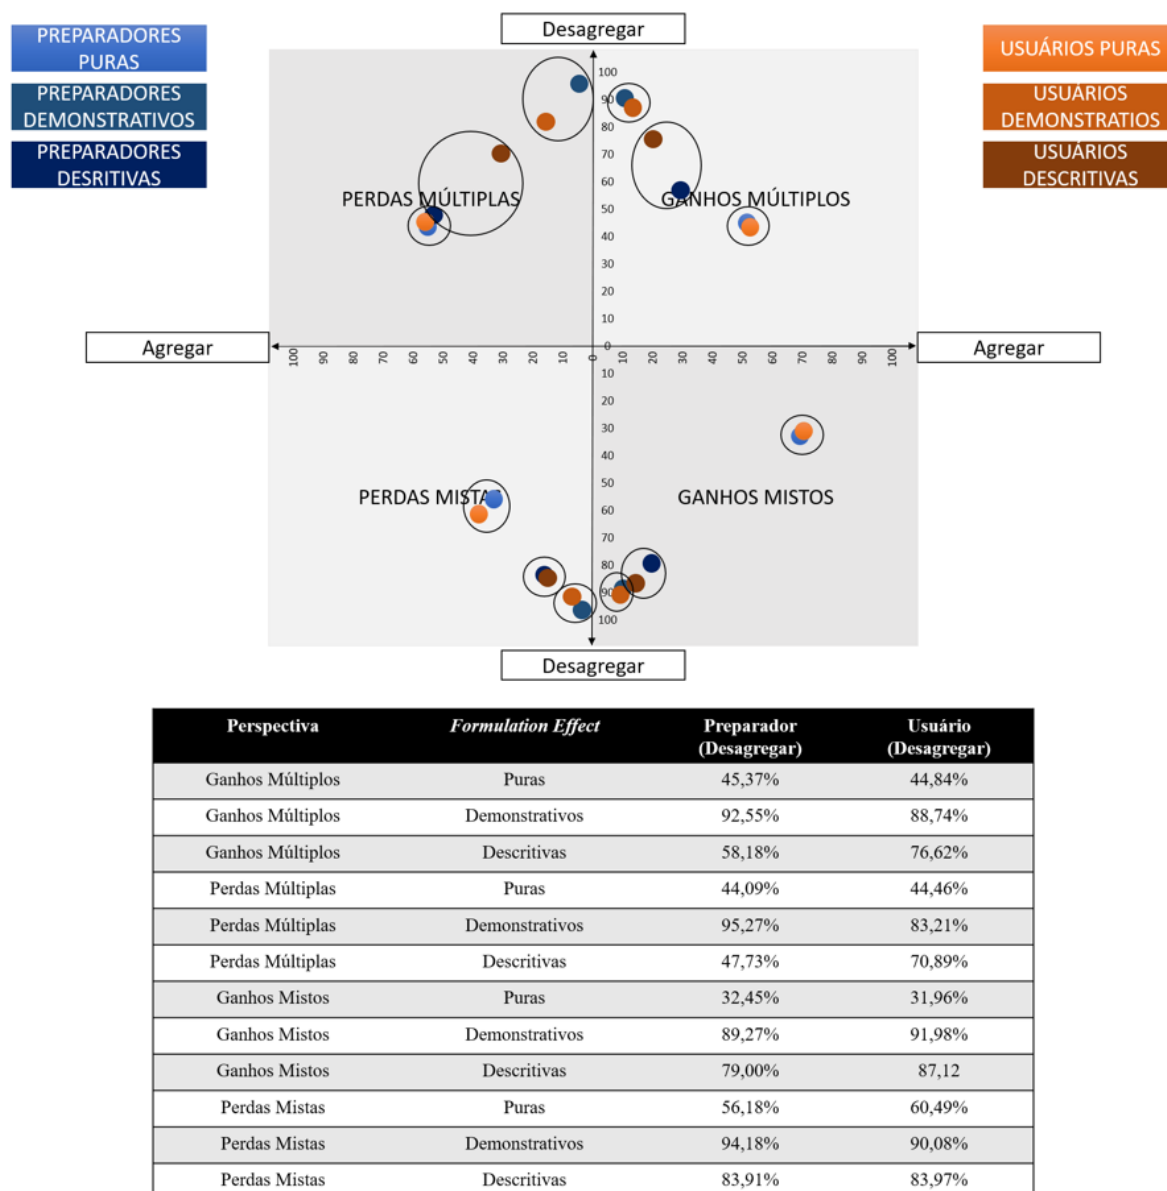 Desagregar
PREPARADORES
PURAS
PREPARADORES
DEMONSTRATIVOS
PREPARADORES
DESRITIVAS
USUÁRIOS PURAS
USUÁRIOS
DEMONSTRATIOS
USUÁRIOS
DESCRITIVAS
100
90
80
70
60
50
40
30
20
10
0
PERDAS MÚLTIPLAS
GANHOS MÚLTIPLOS
Agregar
100 90 80 70 60 50 40 30 20 10 0 10 20 30 40 50 60 70 80 90 100
Agregar
10
20
30
40
50
60
70
80
90
100
PERDAS MISTAS
GANHOS MISTOS
Desagregar
Perspectiva Formulation Effect Preparador (Desagregar) Usuário (Desagregar)
Ganhos Múltiplos Puras 45,37% 44,84%
Ganhos Múltiplos Demonstrativos 92,55% 88,74%
Ganhos Múltiplos Descritivas 58,18% 76,62%
Perdas Múltiplas Puras 44,09% 44,46%
Perdas Múltiplas Demonstrativos 95,27% 83,21%
Perdas Múltiplas Descritivas 47,73% 70,89%
Ganhos Mistos Puras 32,45% 31,96%
Ganhos Mistos Demonstrativos 89,27% 91,98%
Ganhos Mistos Descritivas 79,00% 87,12
Perdas Mistas Puras 56,18% 60,49%
Perdas Mistas Demonstrativos 94,18% 90,08%
Perdas Mistas Descritivas 83,91% 83,97%